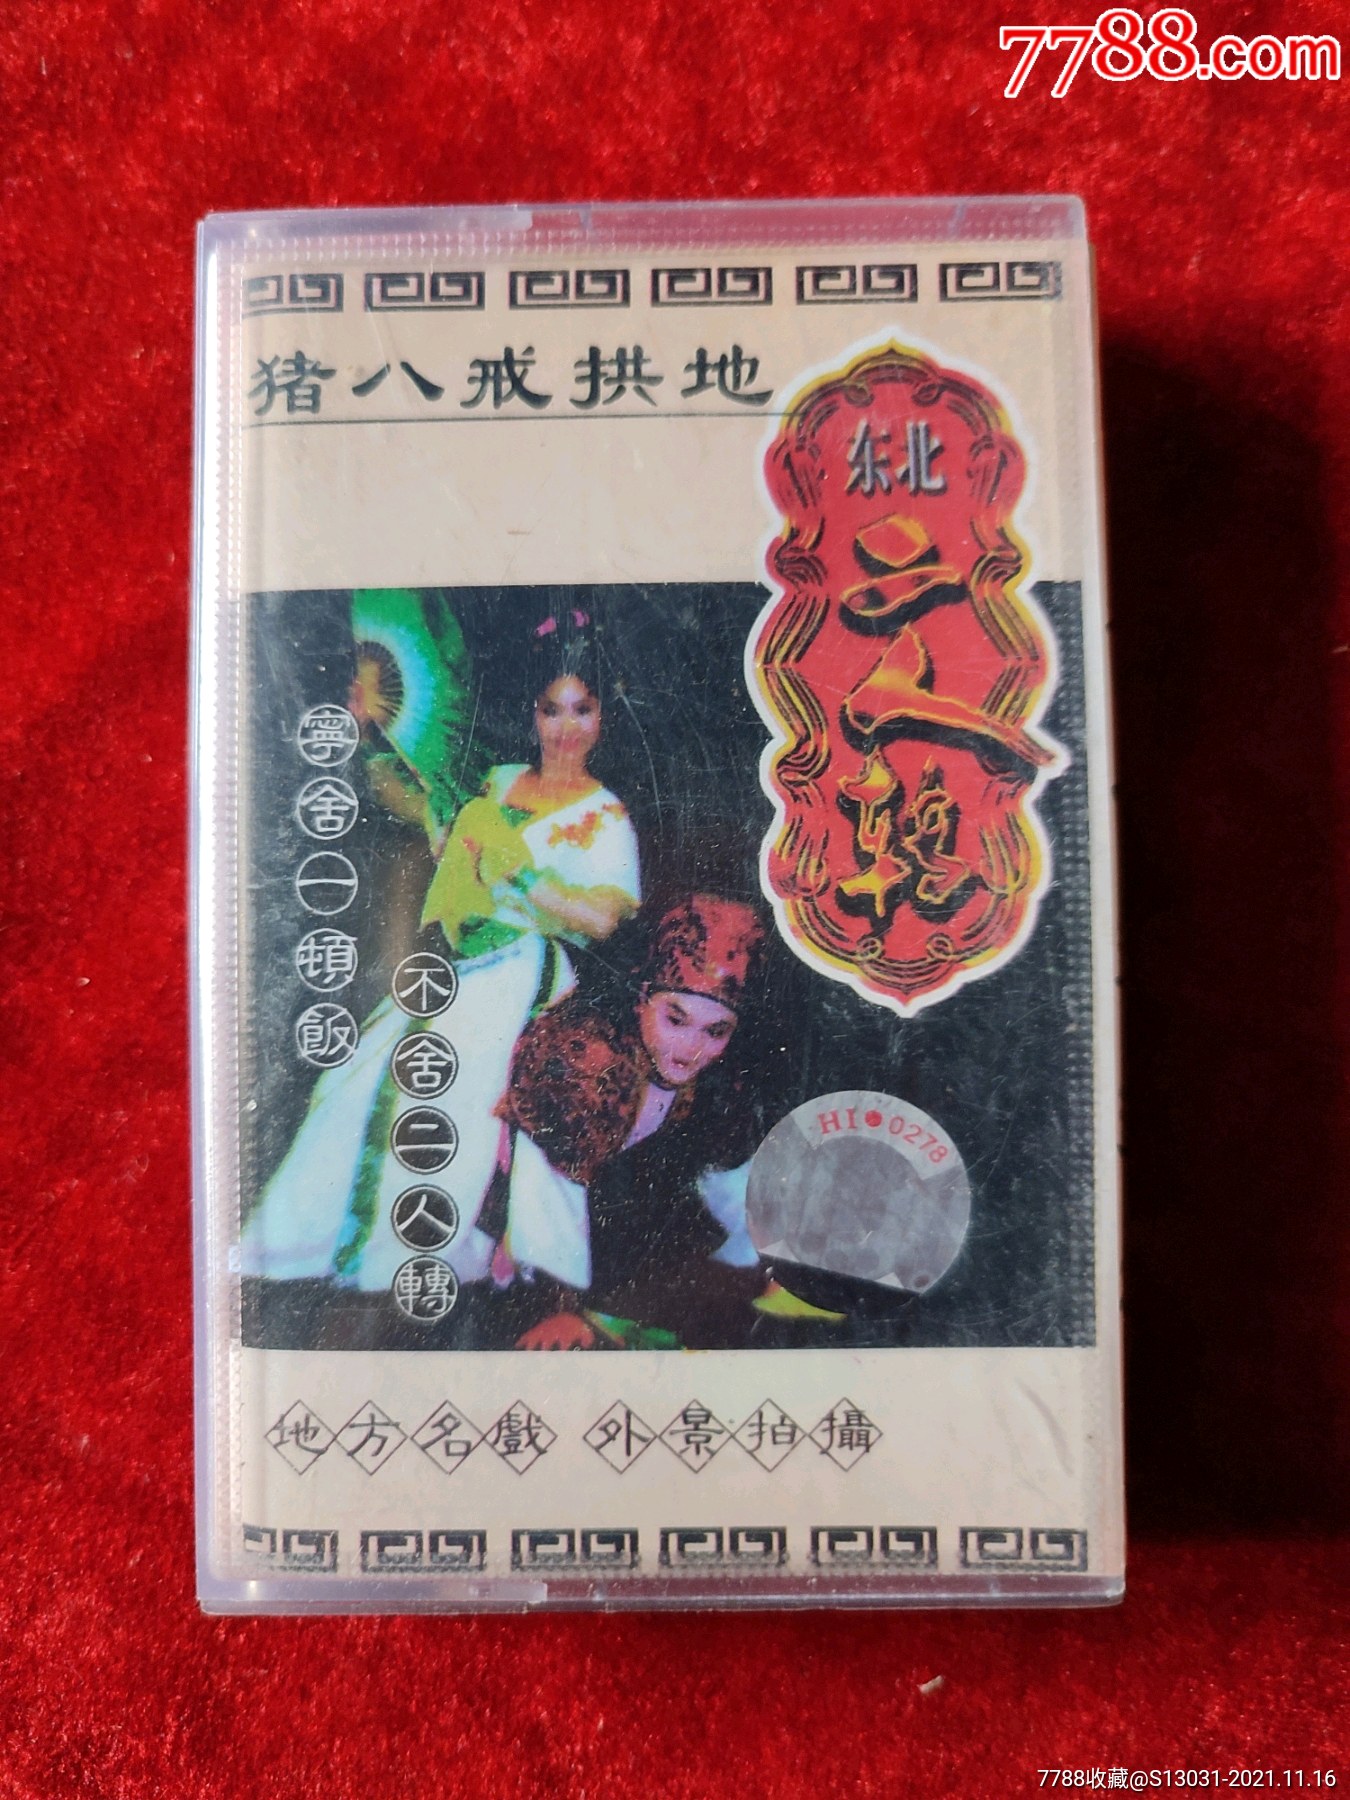 7788.com
猪八戒拱地
东北
二人转
寧舍一頓飯
不舍二人轉
HI 0278
地方名戲 外景拍攝
7788收藏@S13031-2021.11.16